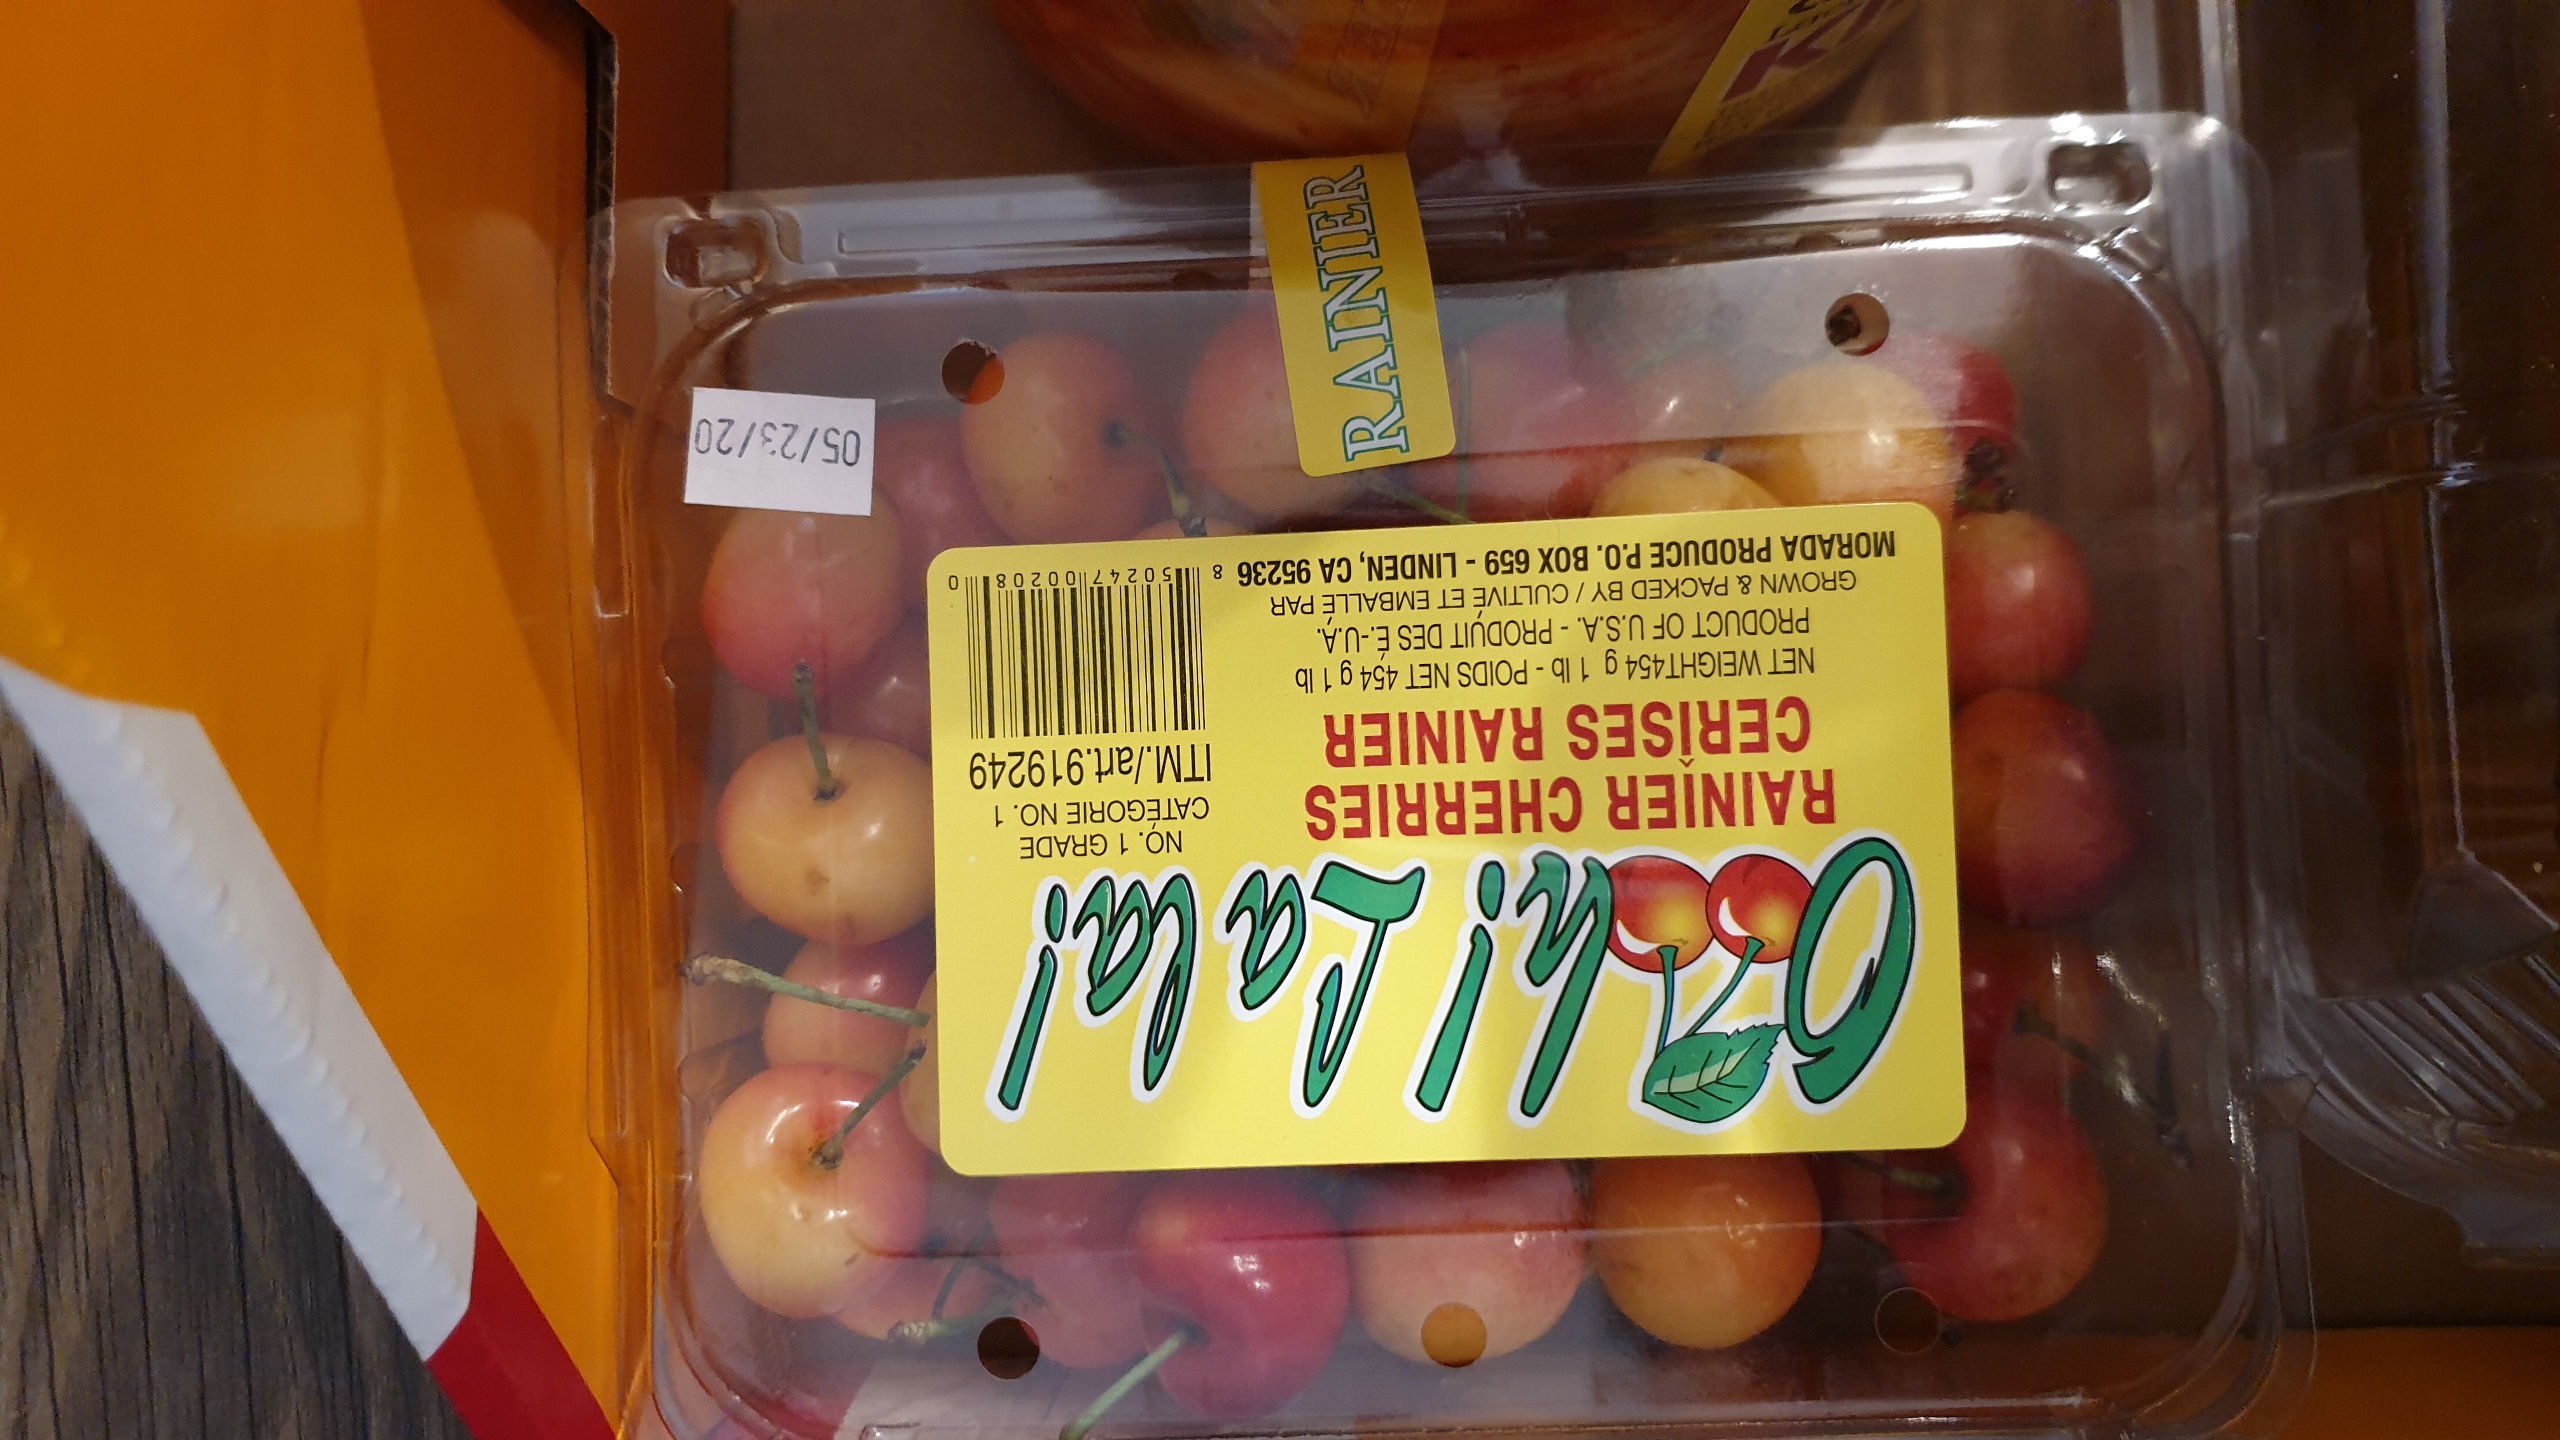 Ooh! La la!
RAINIER CHERRIES
CERISES RAINIER
NET WEIGHT454 g 1 lb - POIDS NET 454 g 1 lb
PRODUCT OF U.S.A. - PRODUIT DES É.-U.A.
GROWN & PACKED BY / CULTIVÉ ET EMBALLÉ PAR
MORADA PRODUCE P.O. BOX 659 - LINDEN, CA 95236
NO. 1 GRADE
CATÉGORIE NO. 1
ITM./art.919249
8 50247 00208 0
RAINIER
05/23/20